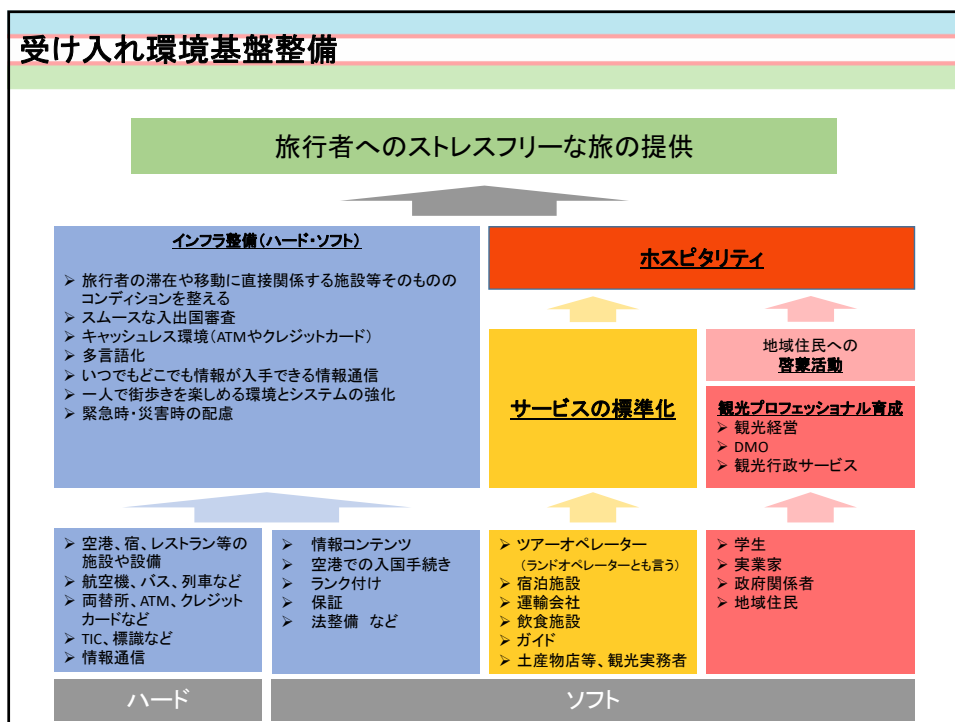 受け入れ環境基盤整備
旅行者へのストレスフリーな旅の提供
インフラ整備(ハード・ソフト)
➢ 旅行者の滞在や移動に直接関係する施設等そのものの
コンディションを整える
➢ スムースな入出国審査
➢ キャッシュレス環境(ATMやクレジットカード)
➢ 多言語化
➢ いつでもどこでも情報が入手できる情報通信
➢ 一人で街歩きを楽しめる環境とシステムの強化
➢ 緊急時・災害時の配慮
ホスピタリティ
サービスの標準化
地域住民への
啓蒙活動
観光プロフェッショナル育成
➢ 観光経営
➢ DMO
➢ 観光行政サービス
➢ 空港、宿、レストラン等の
施設や設備
➢ 航空機、バス、列車など
➢ 両替所、ATM、クレジット
カードなど
➢ TIC、標識など
➢ 情報通信
➢ 情報コンテンツ
➢ 空港での入国手続き
➢ ランク付け
➢ 保証
➢ 法整備 など
➢ ツアーオペレーター
(ランドオペレーターとも言う)
➢ 宿泊施設
➢ 運輸会社
➢ 飲食施設
➢ ガイド
➢ 土産物店等、観光実務者
➢ 学生
➢ 実業家
➢ 政府関係者
➢ 地域住民
ハード
ソフト